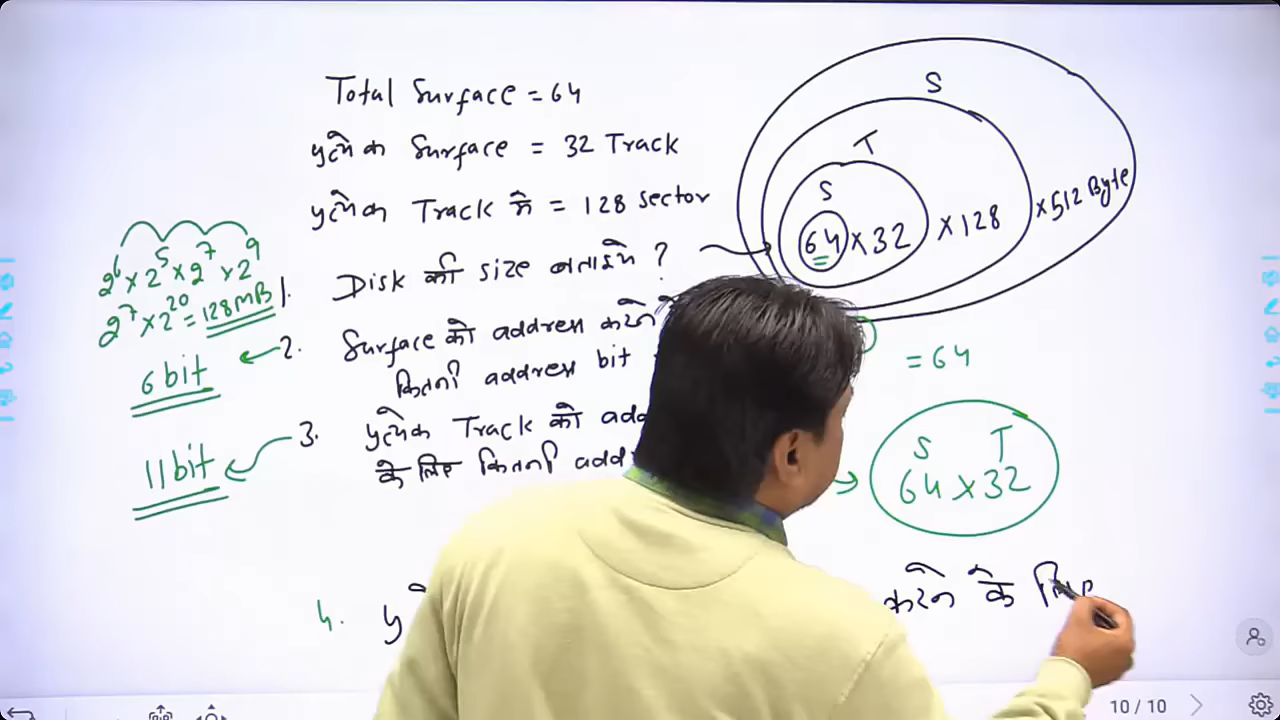 Total Surface = 64
प्रत्येक Surface = 32 Track
प्रत्येक Track में = 128 Sector
1. Disk की size बताइये ?
2. Surface को address करने
कितनी address bit
3. प्रत्येक Track को add
के लिए कितनी add
4.
करने के लिए
2^6 × 2^5 × 2^7 × 2^9
2^7 × 2^20 = 128MB
6 bit
11 bit
S
T
S
64 × 32 × 128 × 512 Byte
= 64
S T
64 × 32
10 / 10